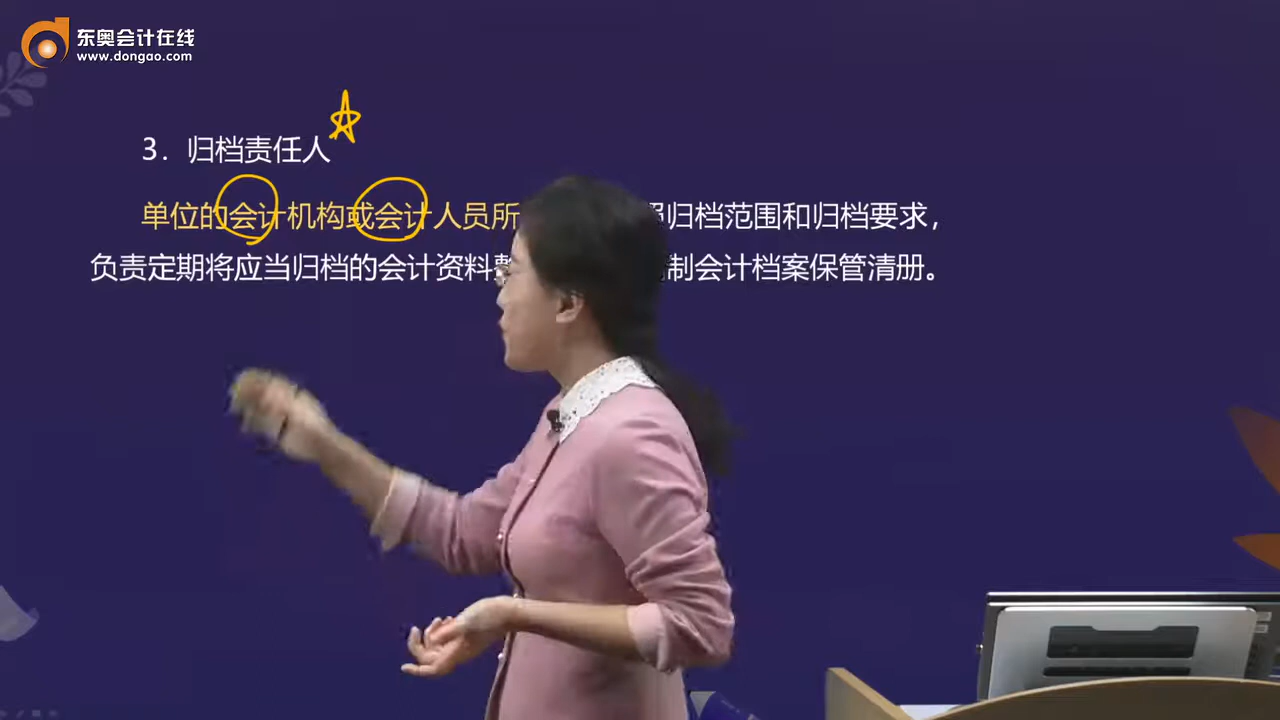 东奥会计在线
www.dongao.com
3. 归档责任人
单位的会计机构或会计人员所 归档范围和归档要求，
负责定期将应当归档的会计资料 制会计档案保管清册。